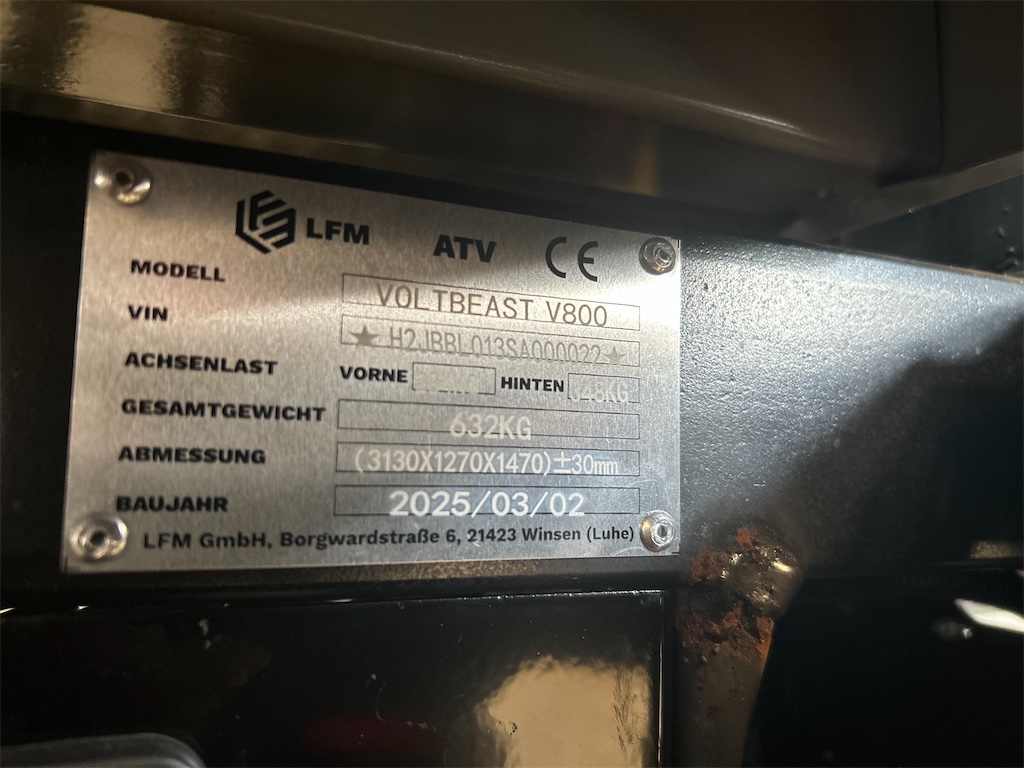 LFM ATV CE
MODELL VOLTBEAST V800
VIN ★ H2JBBL013SA000022 ★
ACHSENLAST VORNE HINTEN
GESAMTGEWICHT 632KG
ABMESSUNG (3130X1270X1470)±30mm
BAUJAHR 2025/03/02
LFM GmbH, Borgwardstraße 6, 21423 Winsen (Luhe)